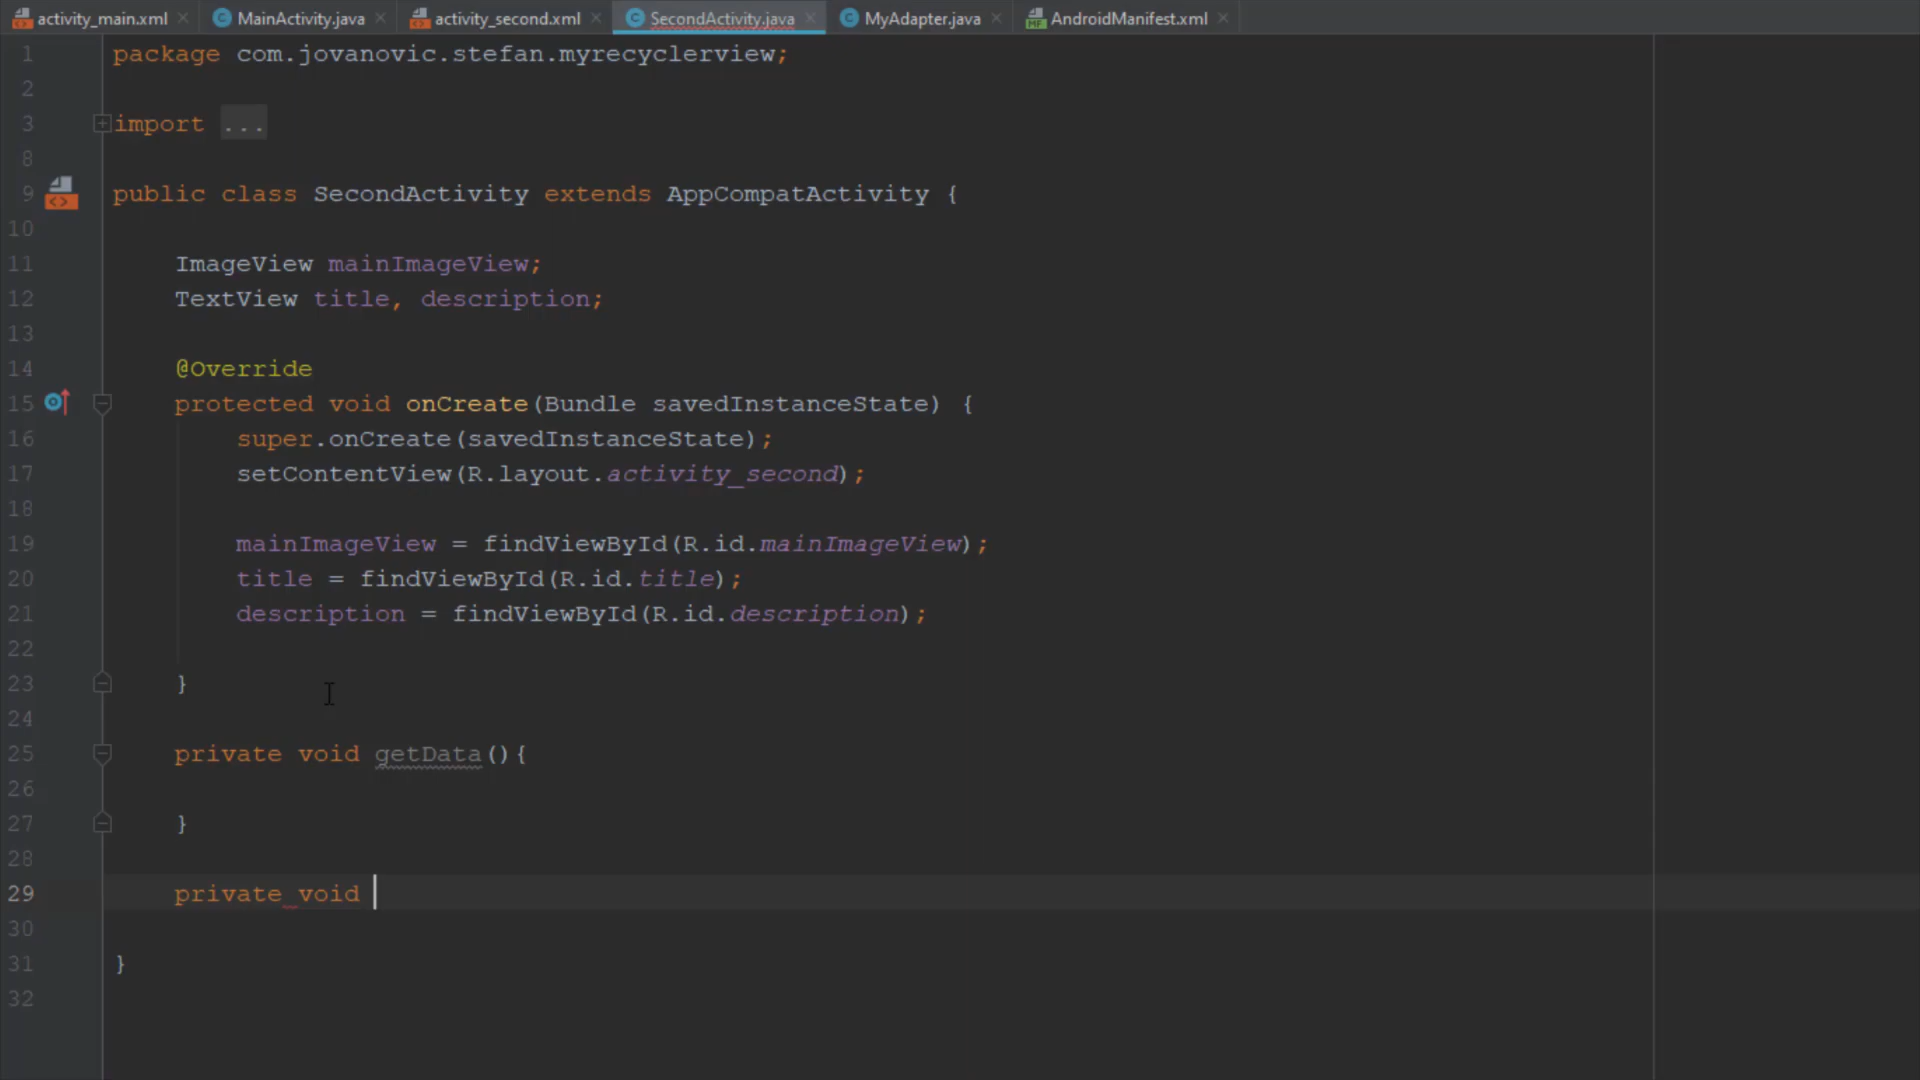 activity_main.xml MainActivity.java activity_second.xml SecondActivity.java MyAdapter.java AndroidManifest.xml
1 package com.jovanovic.stefan.myrecyclerview;
2
3 import ...
8
9 public class SecondActivity extends AppCompatActivity {
10
11 ImageView mainImageView;
12 TextView title, description;
13
14 @Override
15 protected void onCreate(Bundle savedInstanceState) {
16 super.onCreate(savedInstanceState);
17 setContentView(R.layout.activity_second);
18
19 mainImageView = findViewById(R.id.mainImageView);
20 title = findViewById(R.id.title);
21 description = findViewById(R.id.description);
22
23 }
24
25 private void getData(){
26
27 }
28
29 private void
30
31 }
32